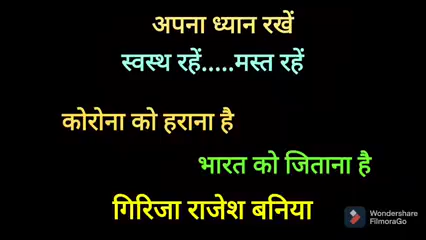 अपना ध्यान रखें
स्वस्थ रहें.....मस्त रहें
कोरोना को हराना है
भारत को जिताना है
गिरिजा राजेश बनिया
Wondershare
FilmoraGo